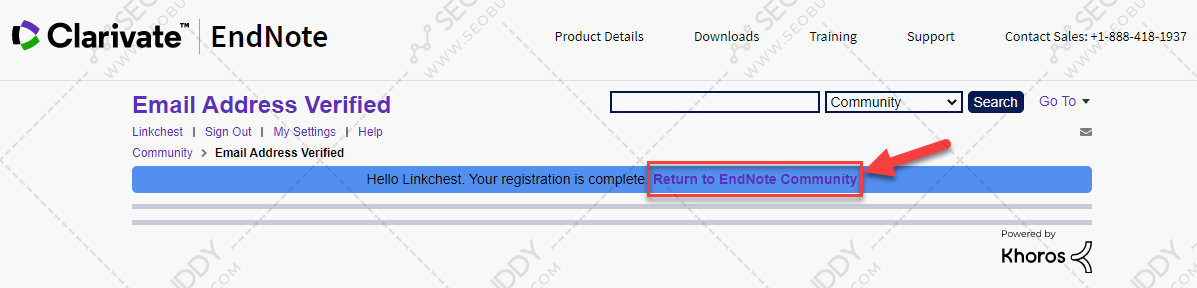 Clarivate™ | EndNote
Product Details Downloads Training Support Contact Sales: +1-888-418-1937
Email Address Verified
Community Search Go To
Linkchest | Sign Out | My Settings | Help
Community > Email Address Verified
Hello Linkchest. Your registration is complete. Return to EndNote Community
Powered by
Khoros